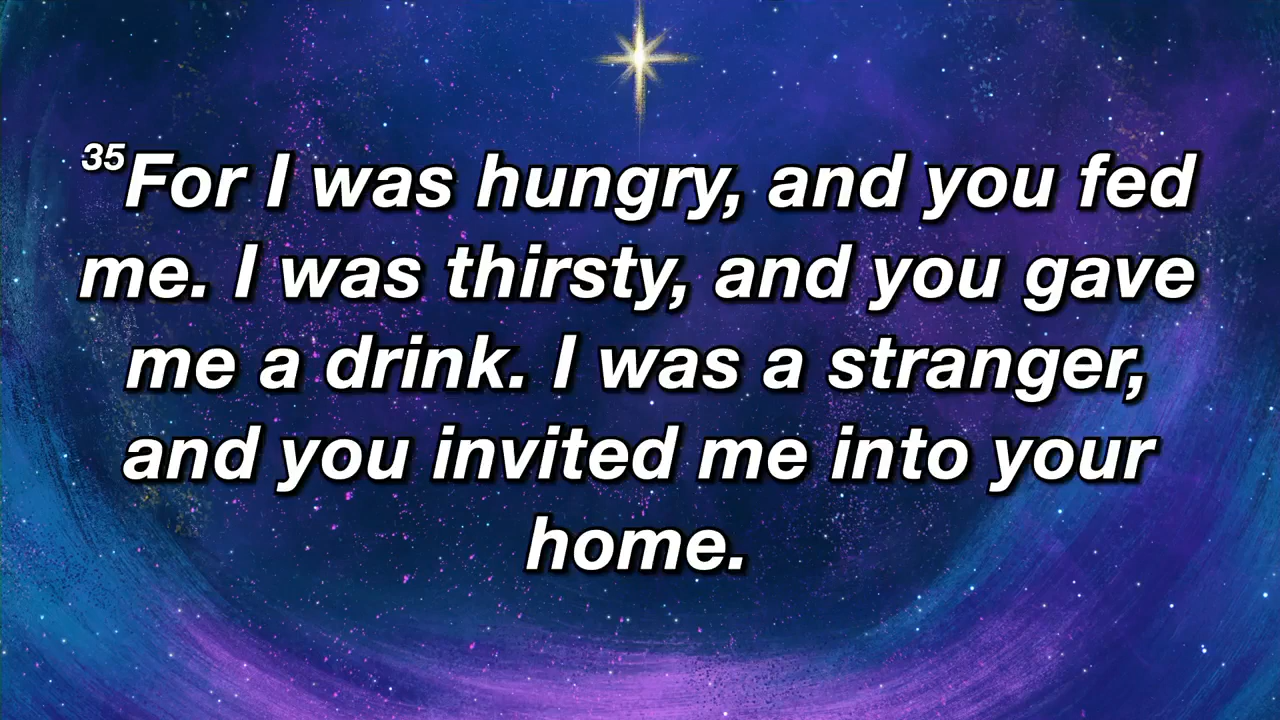 35For I was hungry, and you fed
me. I was thirsty, and you gave
me a drink. I was a stranger,
and you invited me into your
home.